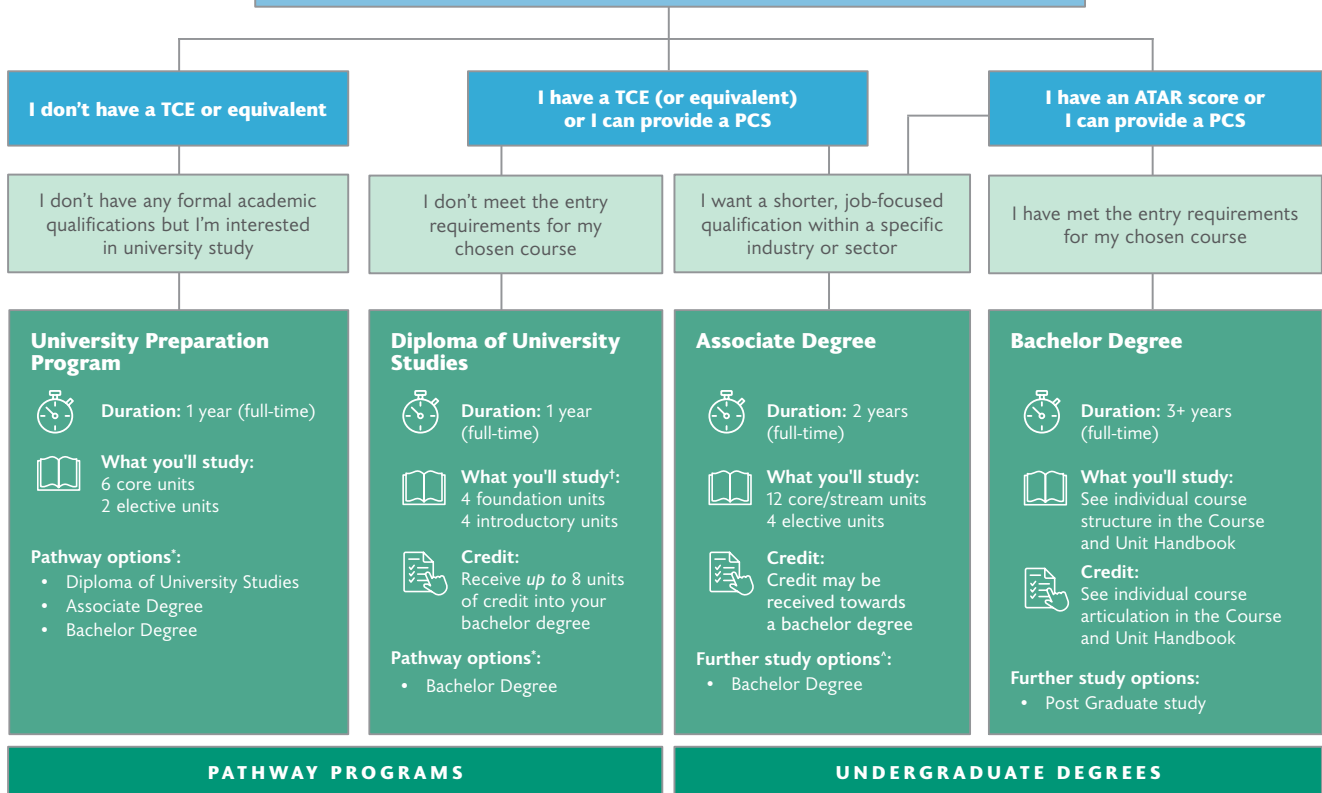 I don't have a TCE or equivalent
I have a TCE (or equivalent)
or I can provide a PCS
I have an ATAR score or
I can provide a PCS
I don't have any formal academic
qualifications but I'm interested
in university study
I don't meet the entry
requirements for my
chosen course
I want a shorter, job-focused
qualification within a specific
industry or sector
I have met the entry requirements
for my chosen course
University Preparation
Program
Duration: 1 year (full-time)
What you'll study:
6 core units
2 elective units
Pathway options*:
• Diploma of University Studies
• Associate Degree
• Bachelor Degree
Diploma of University
Studies
Duration: 1 year
(full-time)
What you'll study†:
4 foundation units
4 introductory units
Credit:
Receive up to 8 units
of credit into your
bachelor degree
Pathway options*:
• Bachelor Degree
Associate Degree
Duration: 2 years
(full-time)
What you'll study:
12 core/stream units
4 elective units
Credit:
Credit may be
received towards
a bachelor degree
Further study options^:
• Bachelor Degree
Bachelor Degree
Duration: 3+ years
(full-time)
What you'll study:
See individual course
structure in the Course
and Unit Handbook
Credit:
See individual course
articulation in the Course
and Unit Handbook
Further study options:
• Post Graduate study
PATHWAY PROGRAMS
UNDERGRADUATE DEGREES